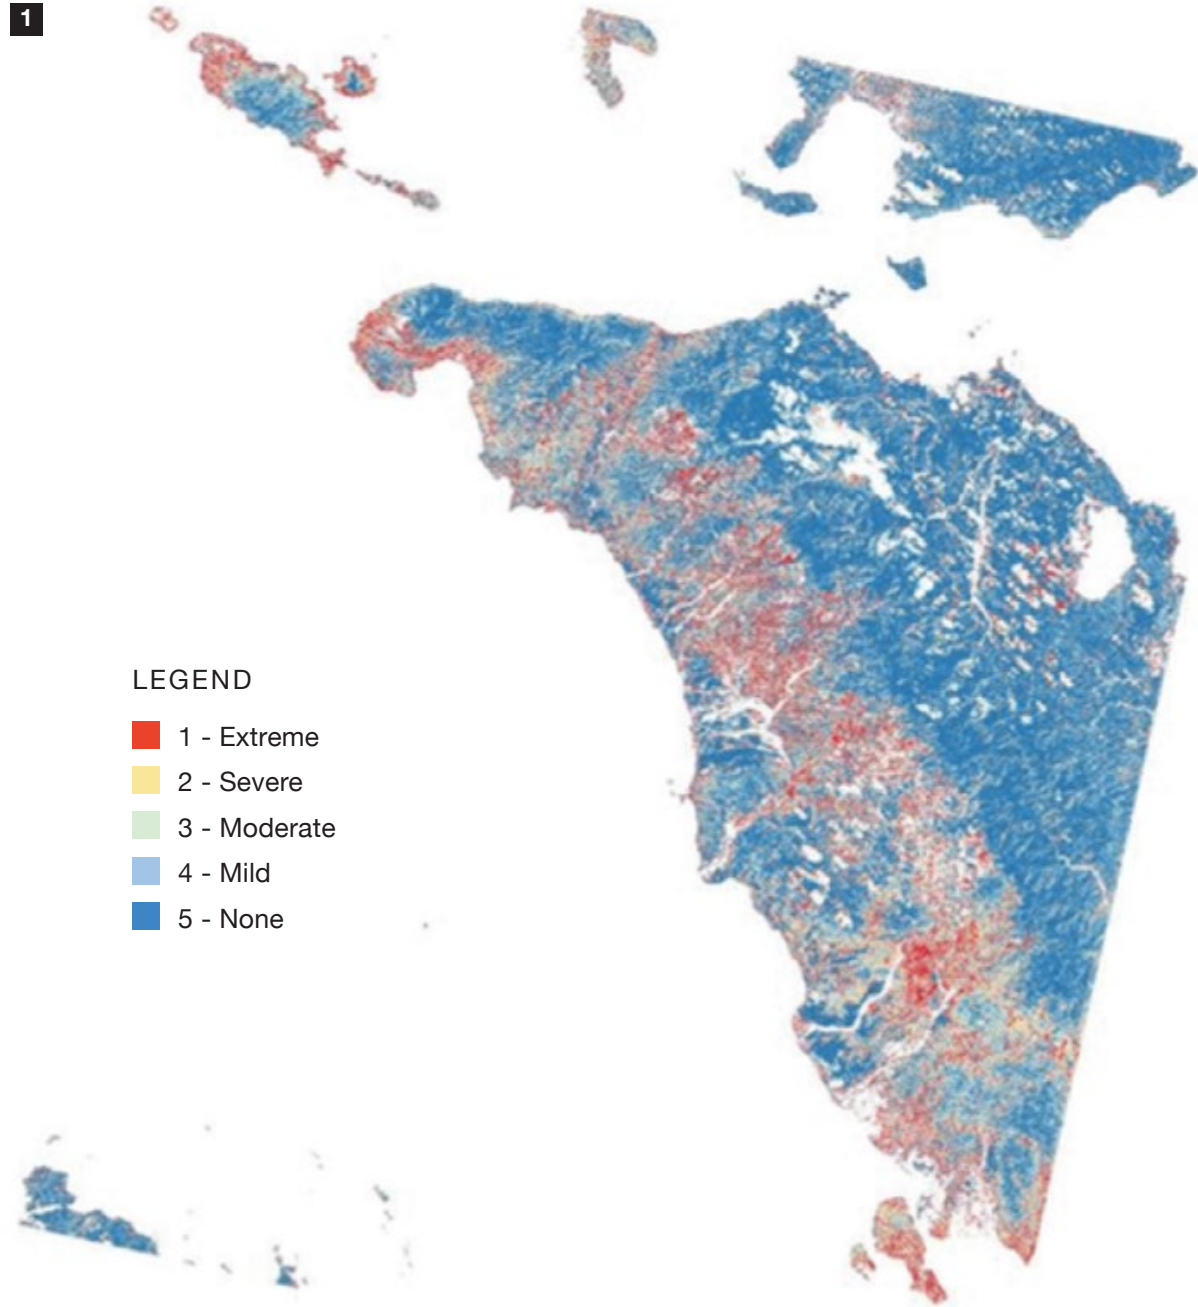 1
LEGEND
1 - Extreme
2 - Severe
3 - Moderate
4 - Mild
5 - None